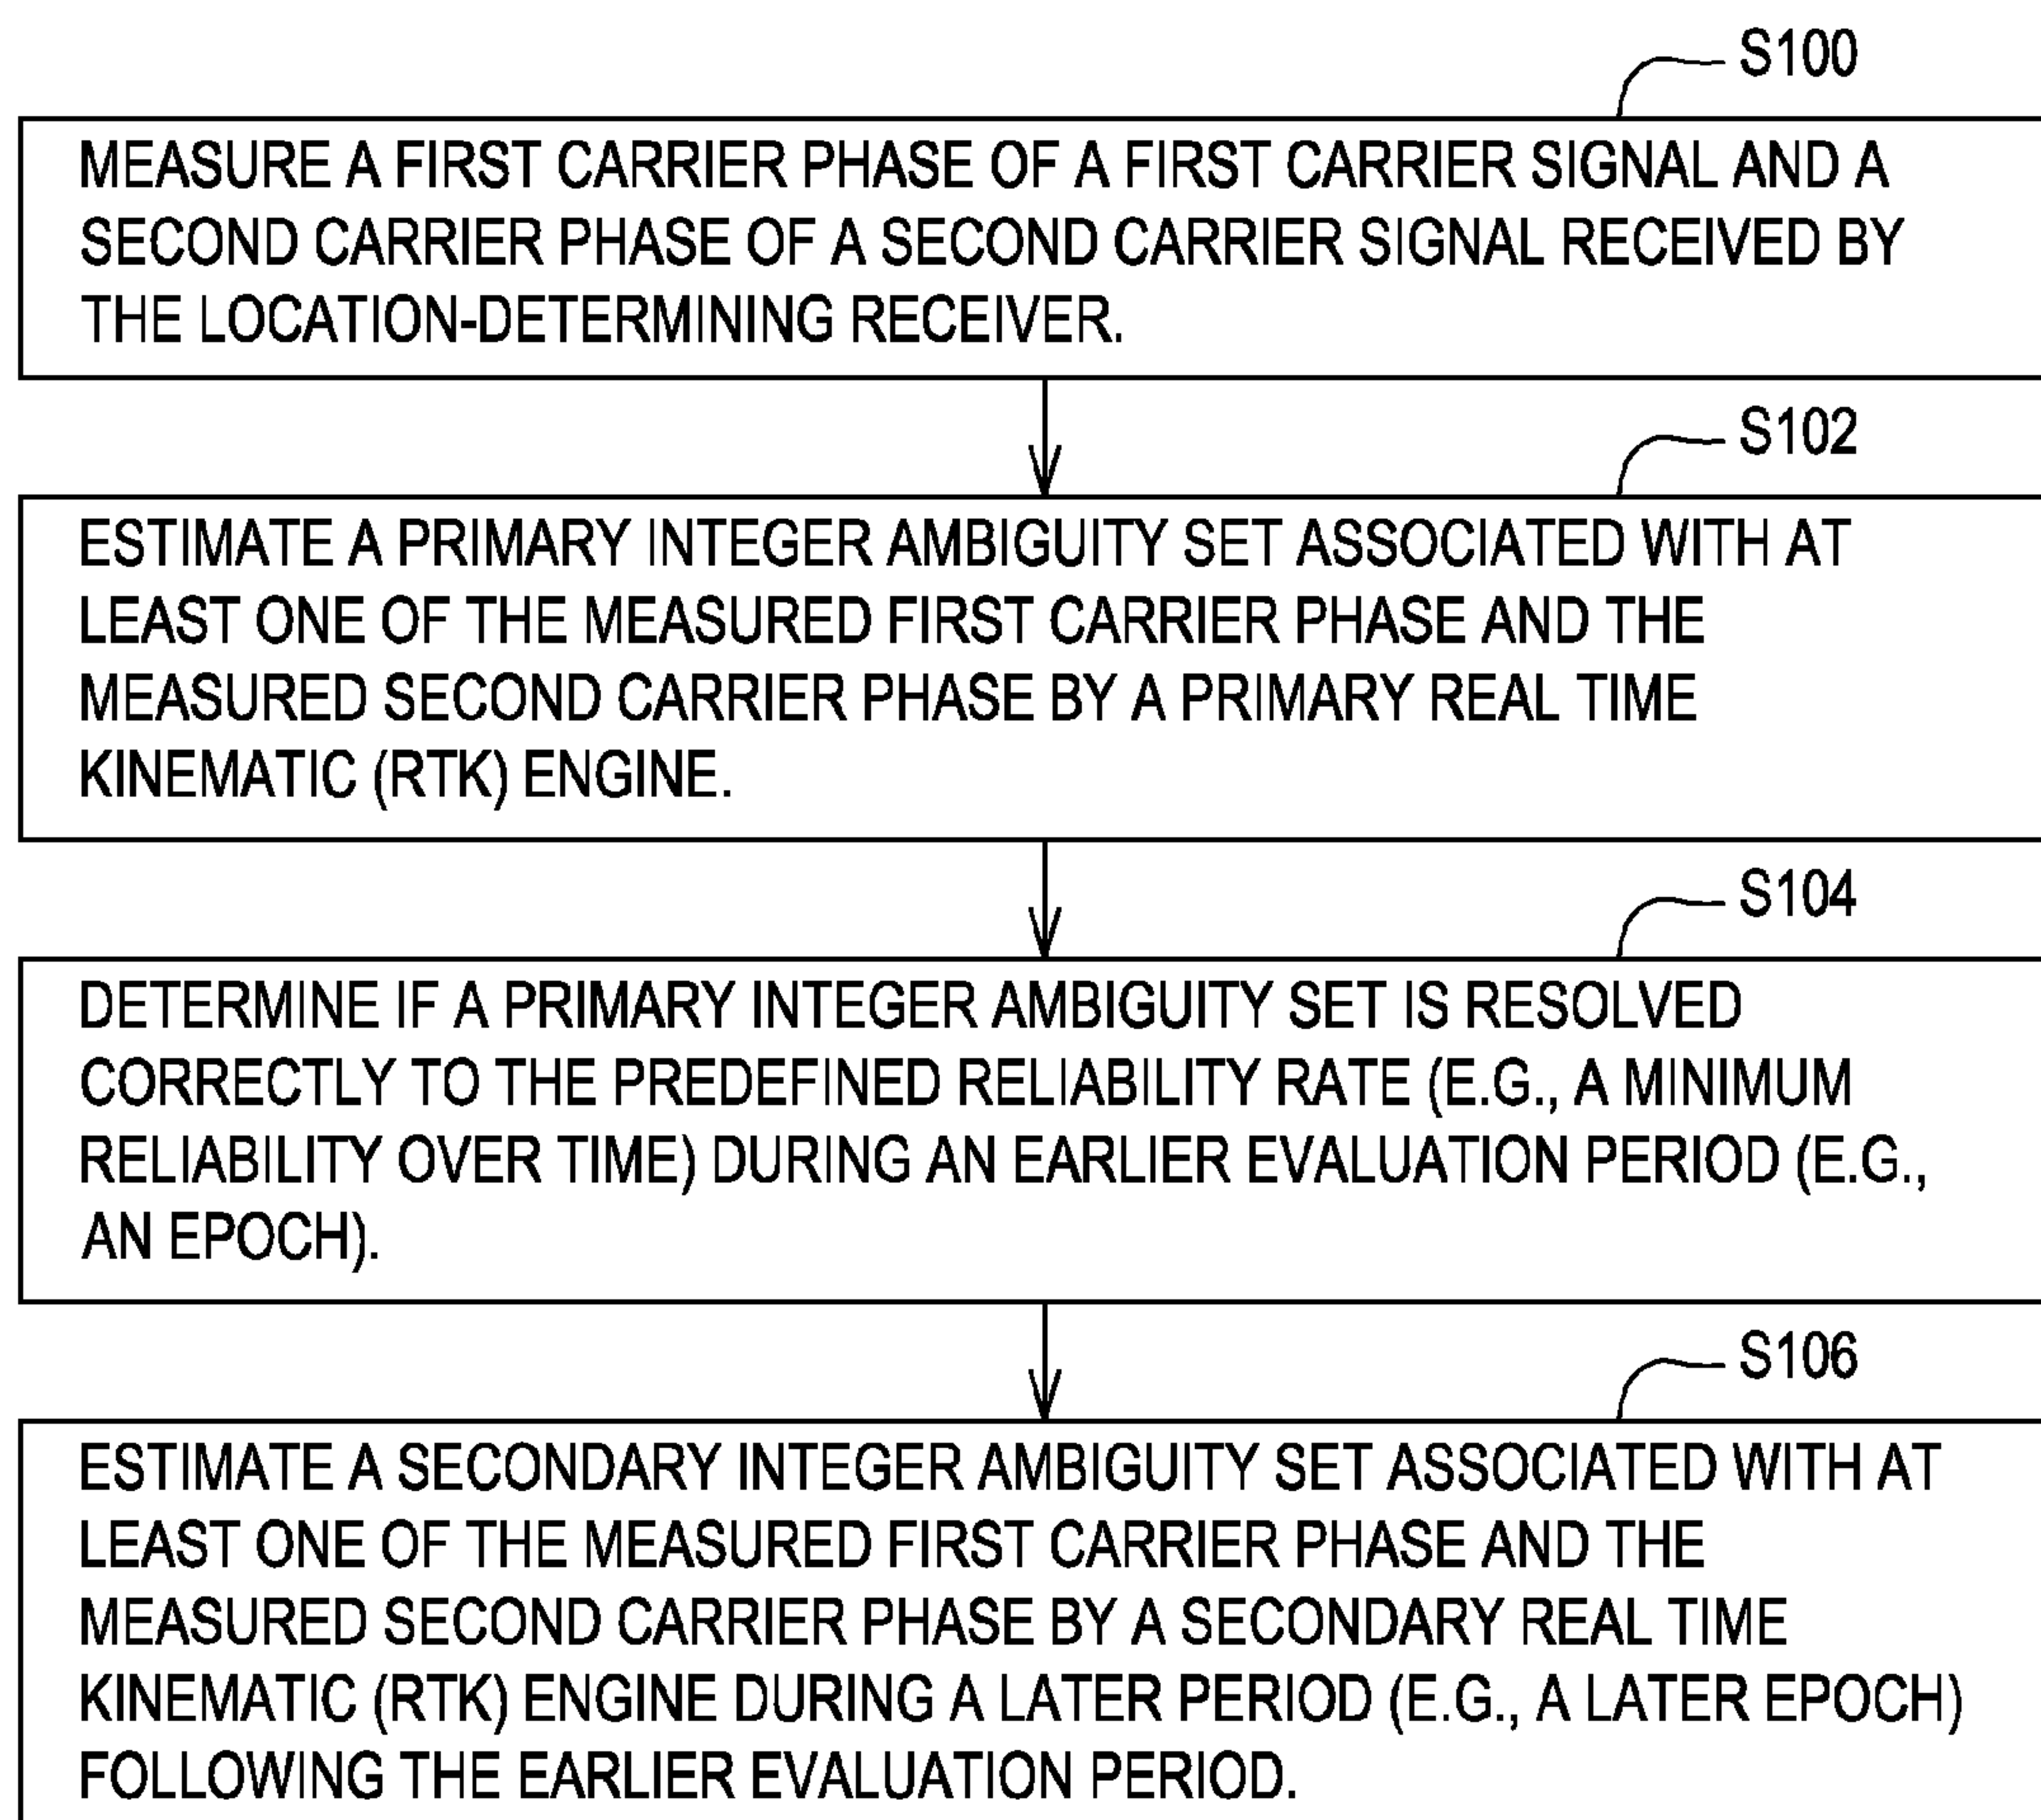 S100
MEASURE A FIRST CARRIER PHASE OF A FIRST CARRIER SIGNAL AND A
SECOND CARRIER PHASE OF A SECOND CARRIER SIGNAL RECEIVED BY
THE LOCATION-DETERMINING RECEIVER.
S102
ESTIMATE A PRIMARY INTEGER AMBIGUITY SET ASSOCIATED WITH AT
LEAST ONE OF THE MEASURED FIRST CARRIER PHASE AND THE
MEASURED SECOND CARRIER PHASE BY A PRIMARY REAL TIME
KINEMATIC (RTK) ENGINE.
S104
DETERMINE IF A PRIMARY INTEGER AMBIGUITY SET IS RESOLVED
CORRECTLY TO THE PREDEFINED RELIABILITY RATE (E.G., A MINIMUM
RELIABILITY OVER TIME) DURING AN EARLIER EVALUATION PERIOD (E.G.,
AN EPOCH).
S106
ESTIMATE A SECONDARY INTEGER AMBIGUITY SET ASSOCIATED WITH AT
LEAST ONE OF THE MEASURED FIRST CARRIER PHASE AND THE
MEASURED SECOND CARRIER PHASE BY A SECONDARY REAL TIME
KINEMATIC (RTK) ENGINE DURING A LATER PERIOD (E.G., A LATER EPOCH)
FOLLOWING THE EARLIER EVALUATION PERIOD.